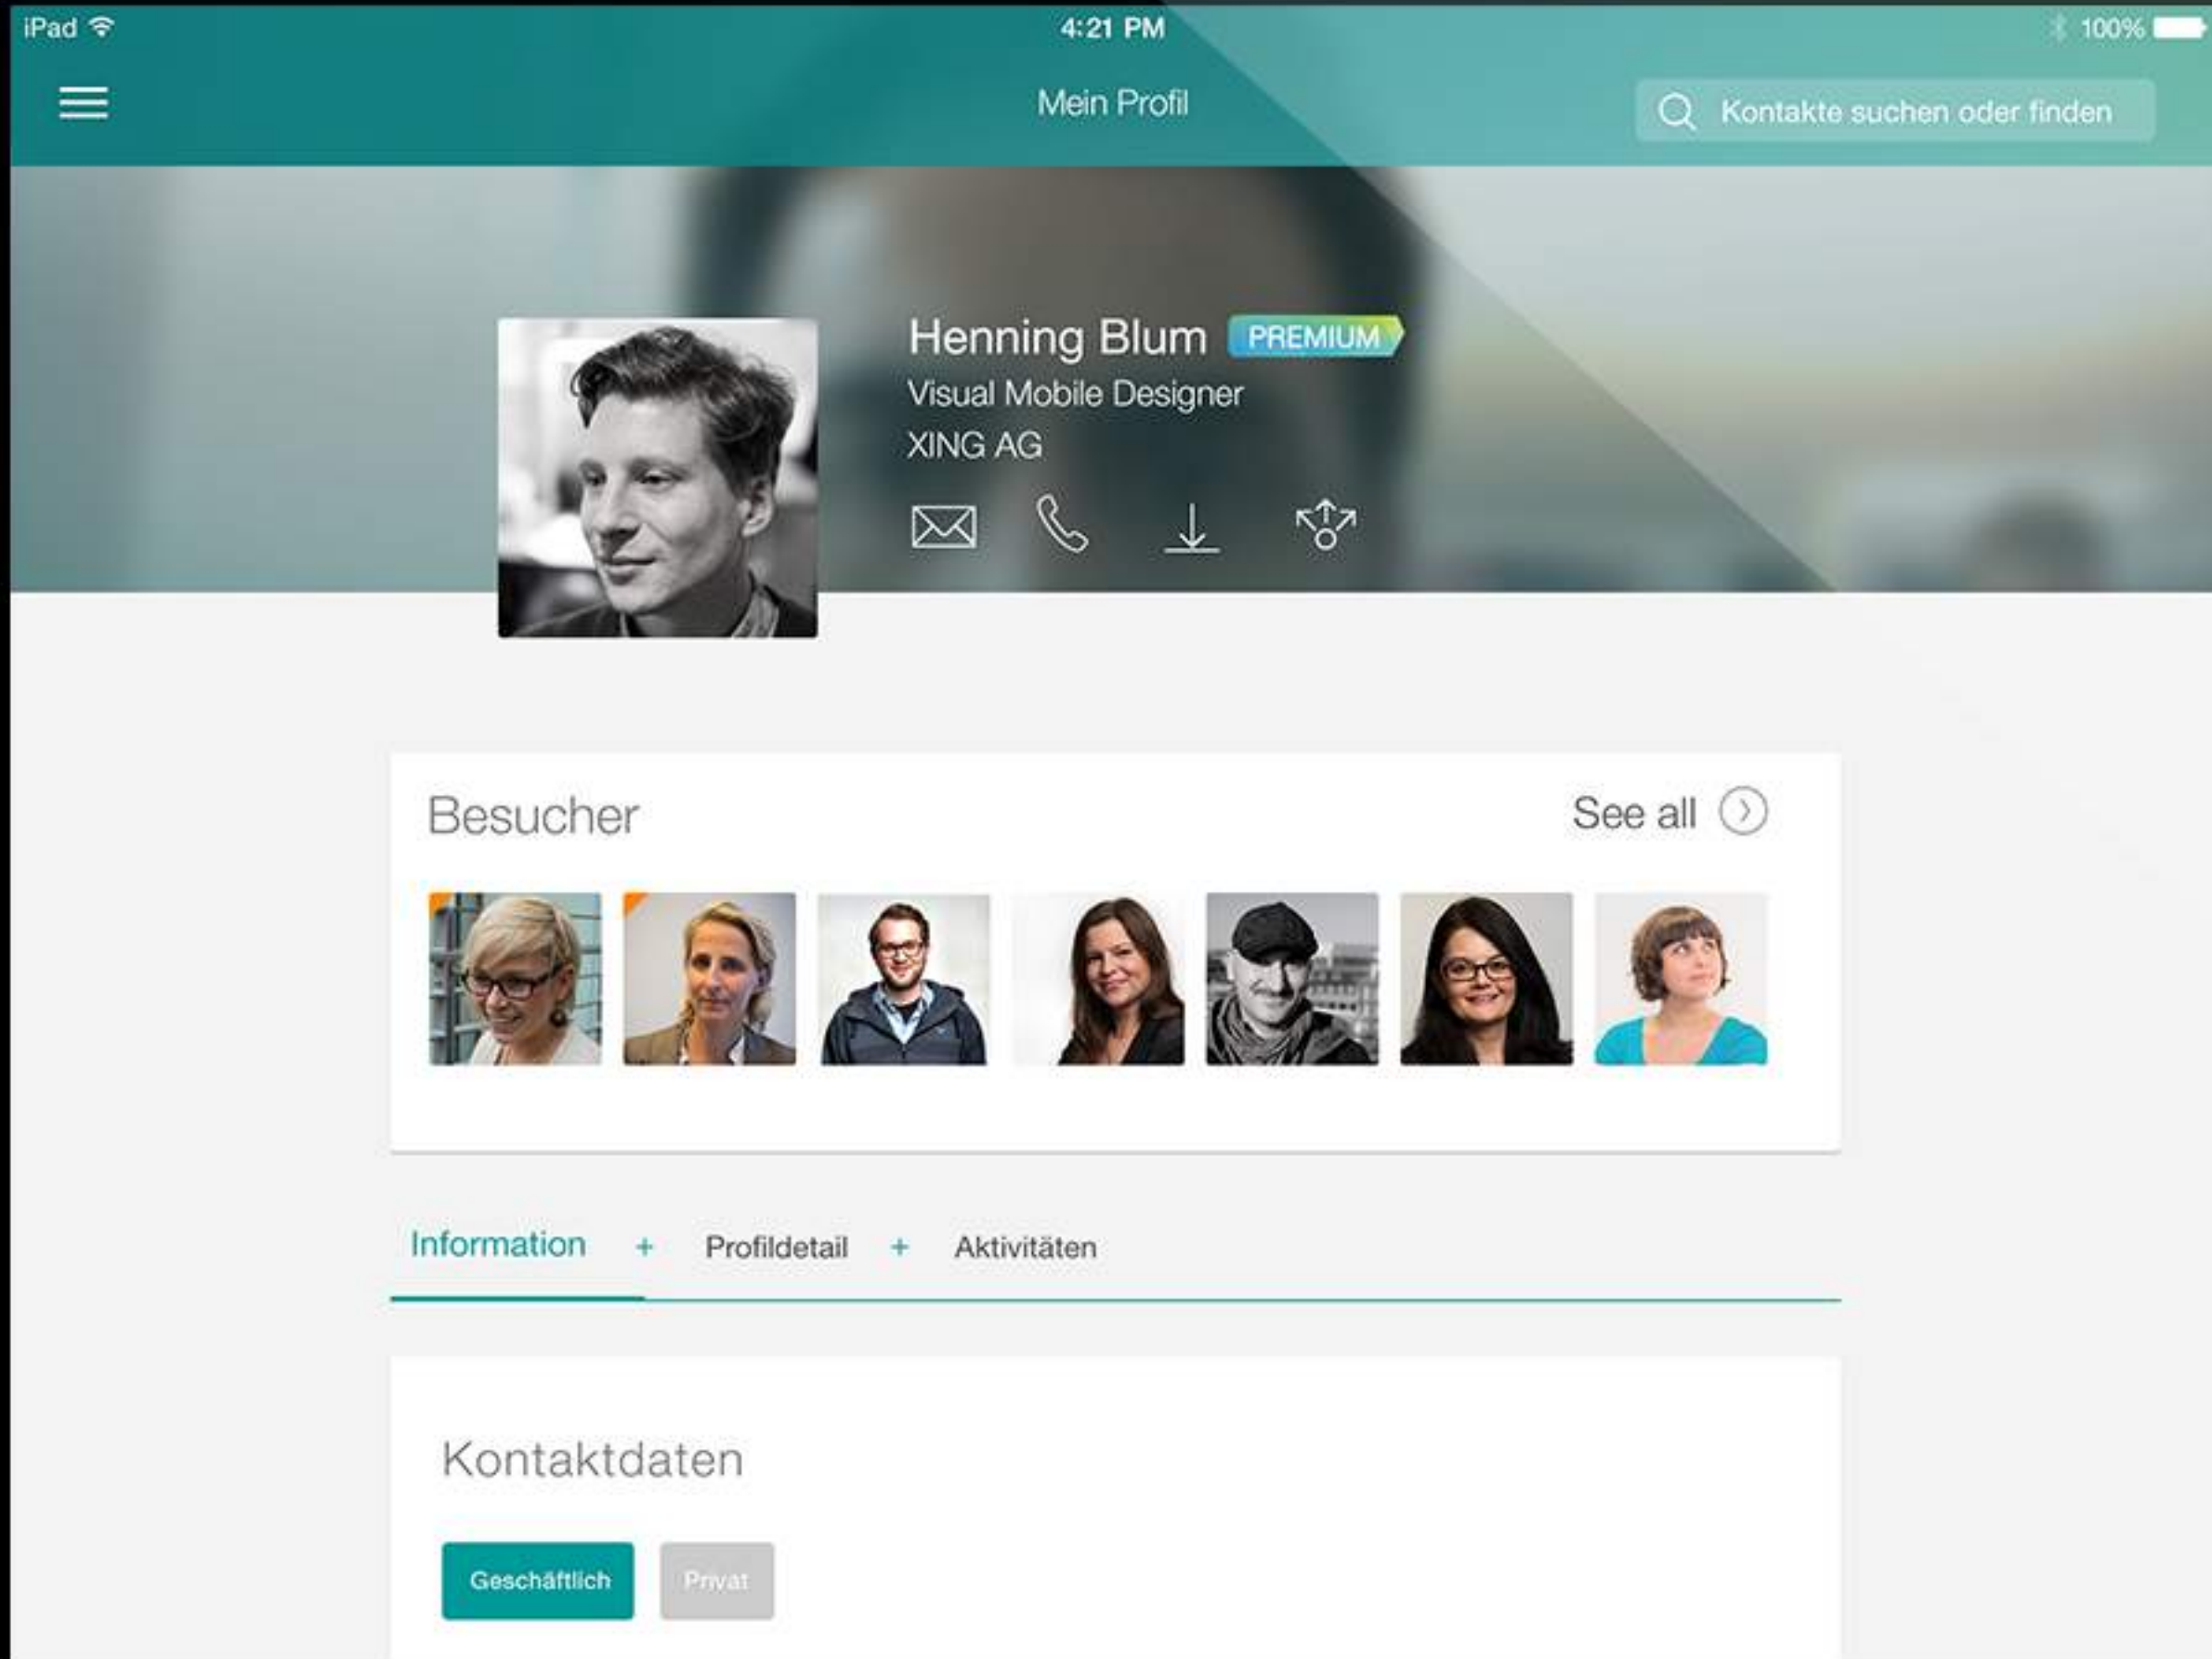 iPad 4:21 PM 100%
Mein Profil
Kontakte suchen oder finden
Henning Blum PREMIUM
Visual Mobile Designer
XING AG
Besucher See all
Information + Profildetail + Aktivitäten
Kontaktdaten
Geschäftlich Privat